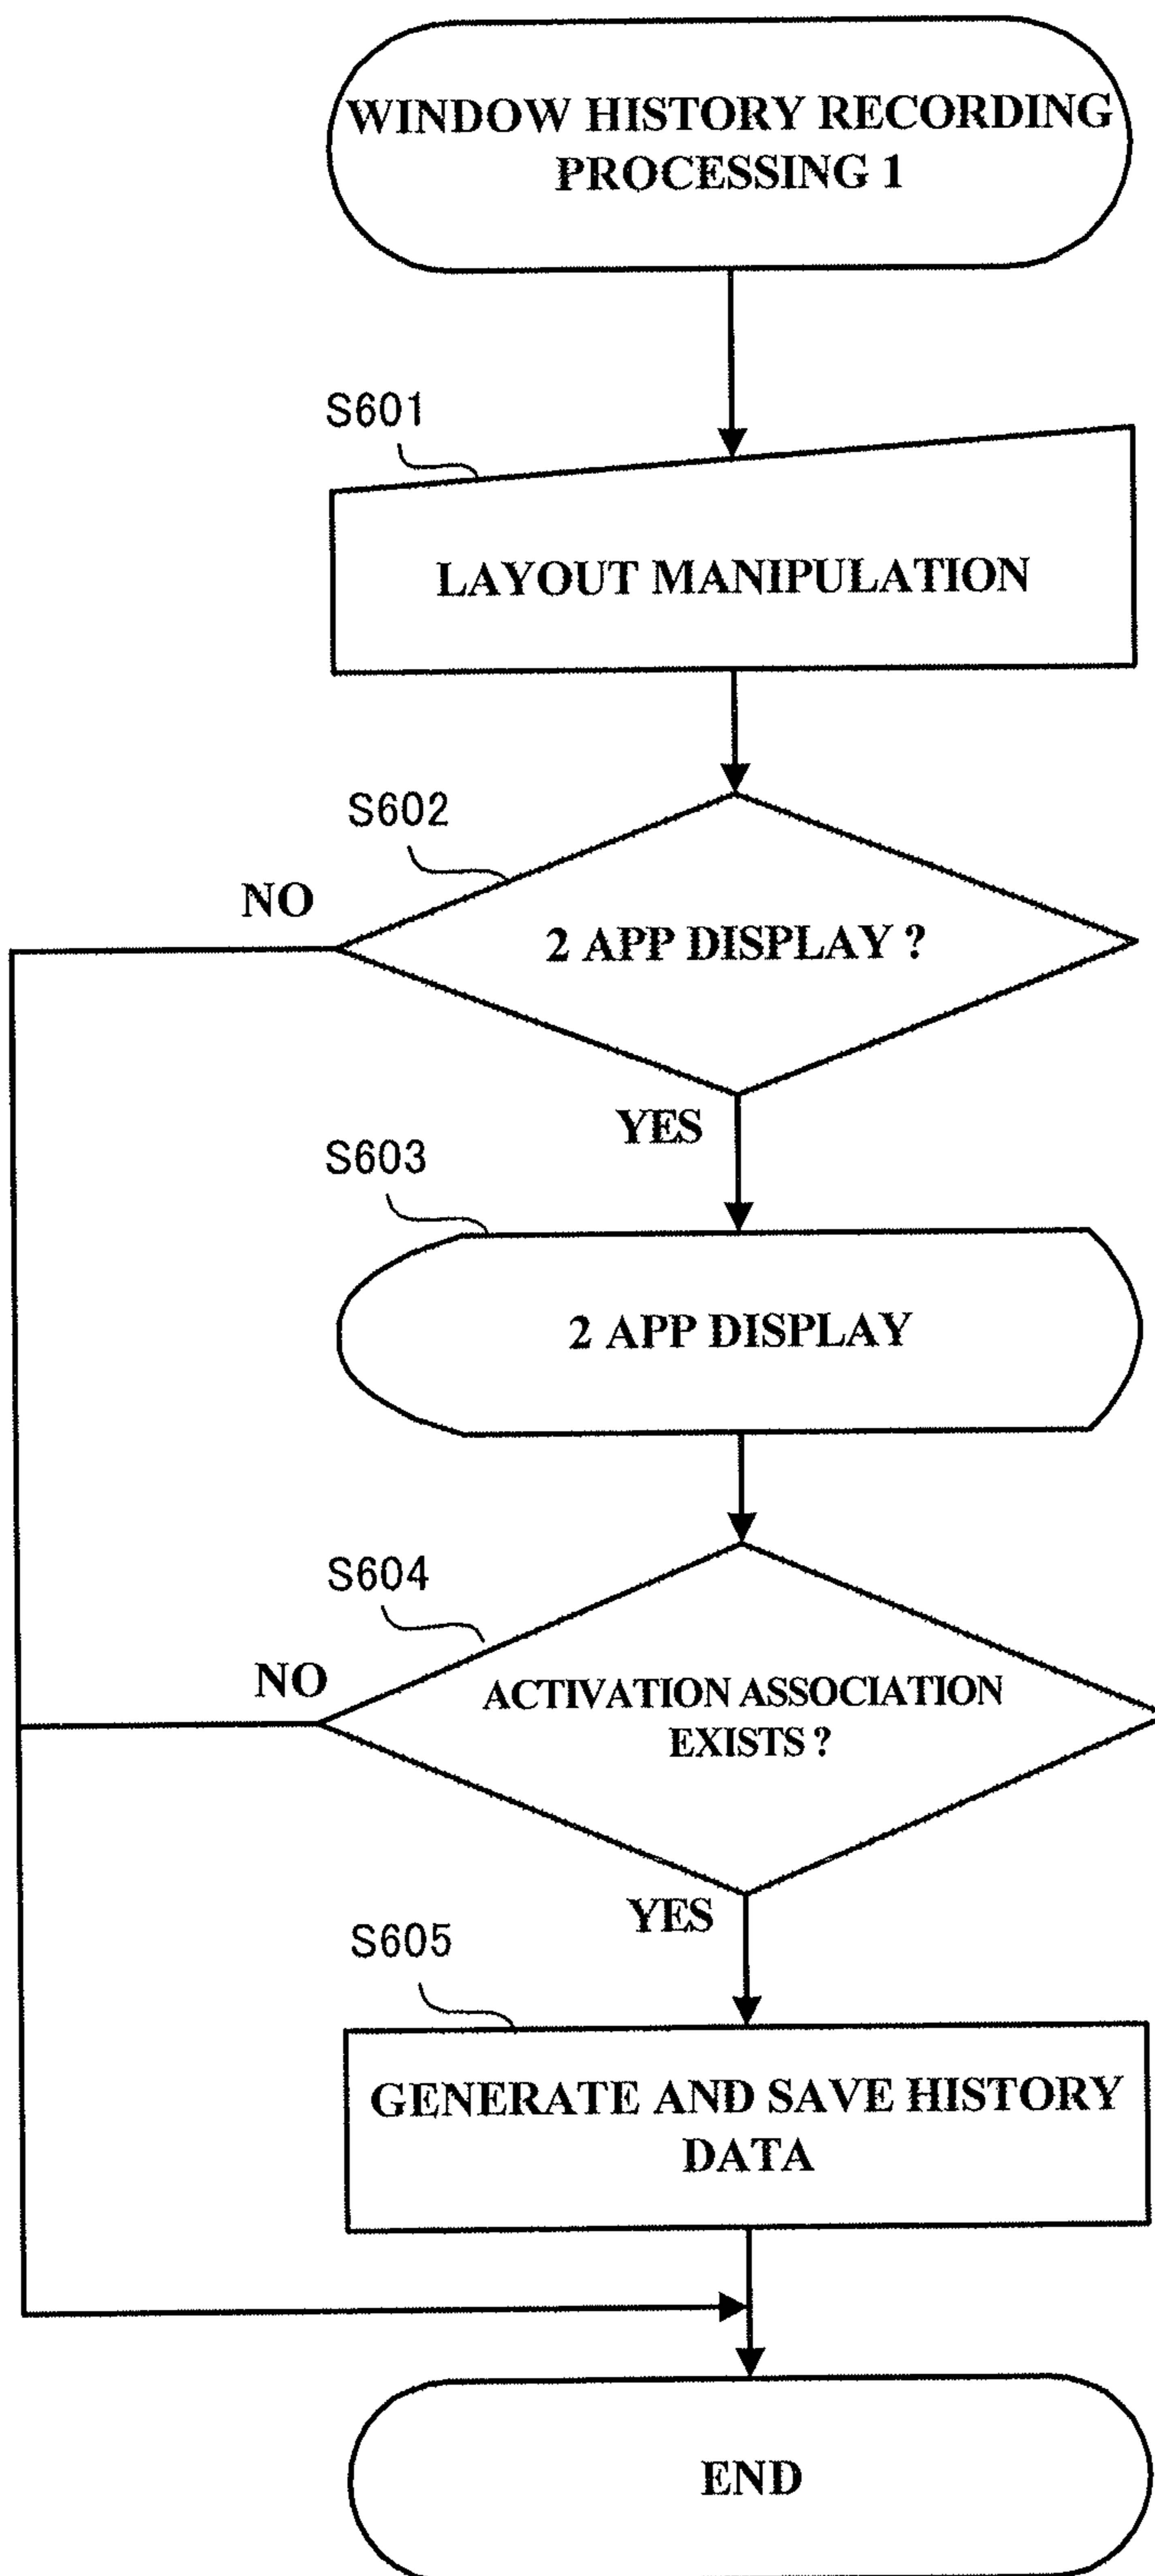 WINDOW HISTORY RECORDING
PROCESSING 1
S601
LAYOUT MANIPULATION
S602
NO
2 APP DISPLAY ?
YES
S603
2 APP DISPLAY
S604
NO
ACTIVATION ASSOCIATION
EXISTS ?
YES
S605
GENERATE AND SAVE HISTORY
DATA
END